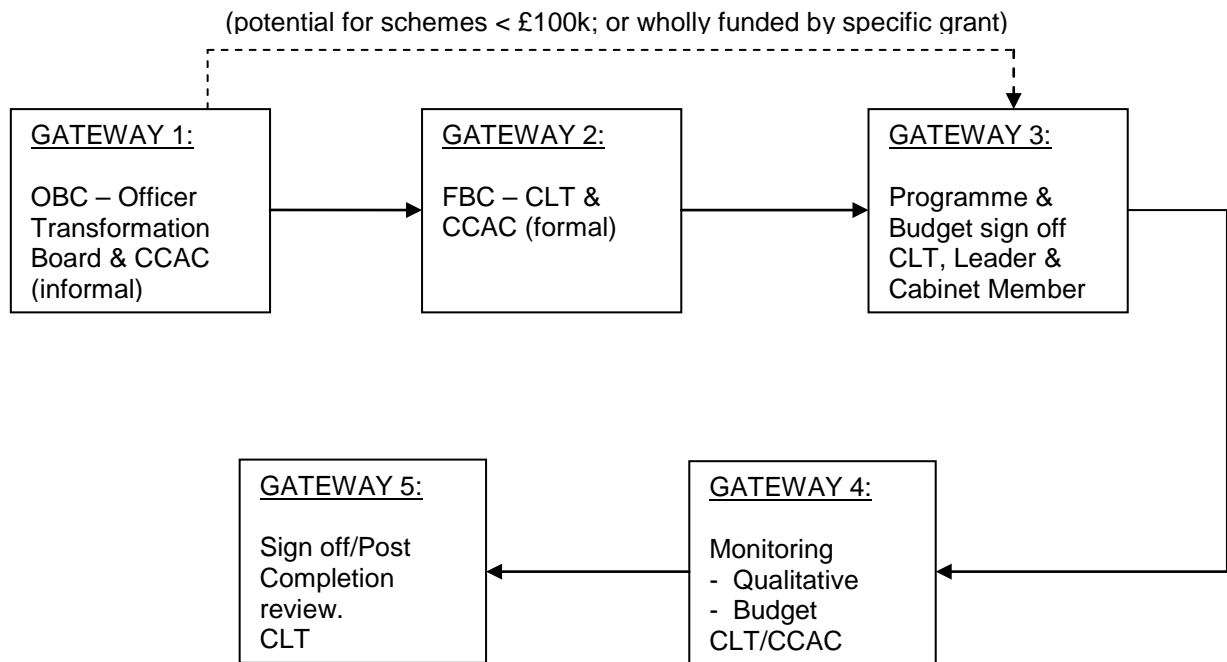 (potential for schemes < £100k; or wholly funded by specific grant)
GATEWAY 1:
OBC – Officer
Transformation
Board & CCAC
(informal)
GATEWAY 2:
FBC – CLT &
CCAC (formal)
GATEWAY 3:
Programme &
Budget sign off
CLT, Leader &
Cabinet Member
GATEWAY 4:
Monitoring
- Qualitative
- Budget
CLT/CCAC
GATEWAY 5:
Sign off/Post
Completion
review.
CLT